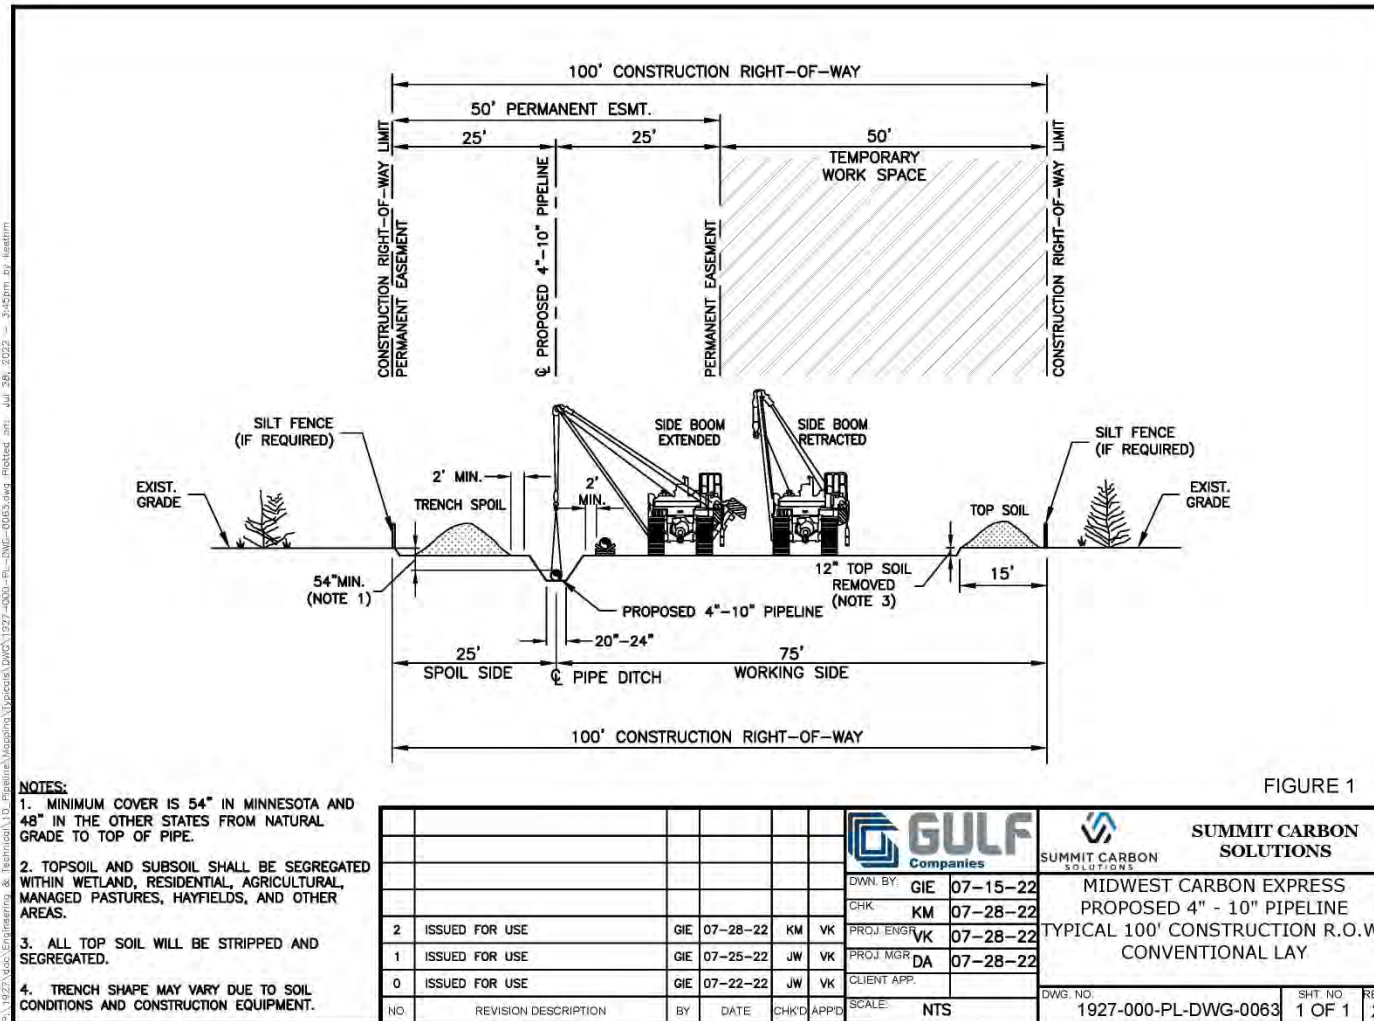 100' CONSTRUCTION RIGHT-OF-WAY
50' PERMANENT ESMT.
25'
25'
50'
TEMPORARY
WORK SPACE
CONSTRUCTION RIGHT-OF-WAY LIMIT
PERMANENT EASEMENT
℄ PROPOSED 4"-10" PIPELINE
PERMANENT EASEMENT
CONSTRUCTION RIGHT-OF-WAY LIMIT
SILT FENCE
(IF REQUIRED)
SIDE BOOM
EXTENDED
SIDE BOOM
RETRACTED
SILT FENCE
(IF REQUIRED)
EXIST.
GRADE
2' MIN.
TRENCH SPOIL
2'
MIN.
TOP SOIL
EXIST.
GRADE
54"MIN.
(NOTE 1)
12" TOP SOIL
REMOVED
(NOTE 3)
15'
PROPOSED 4"-10" PIPELINE
20"-24"
25'
SPOIL SIDE
℄ PIPE DITCH
75'
WORKING SIDE
100' CONSTRUCTION RIGHT-OF-WAY
FIGURE 1
NOTES:
1. MINIMUM COVER IS 54" IN MINNESOTA AND
48" IN THE OTHER STATES FROM NATURAL
GRADE TO TOP OF PIPE.
2. TOPSOIL AND SUBSOIL SHALL BE SEGREGATED
WITHIN WETLAND, RESIDENTIAL, AGRICULTURAL,
MANAGED PASTURES, HAYFIELDS, AND OTHER
AREAS.
3. ALL TOP SOIL WILL BE STRIPPED AND
SEGREGATED.
4. TRENCH SHAPE MAY VARY DUE TO SOIL
CONDITIONS AND CONSTRUCTION EQUIPMENT.
2 ISSUED FOR USE GIE 07-28-22 KM VK
1 ISSUED FOR USE GIE 07-25-22 JW VK
0 ISSUED FOR USE GIE 07-22-22 JW VK
NO. REVISION DESCRIPTION BY DATE CHK'D APP'D
GULF
Companies
DWN. BY: GIE 07-15-22
CHK. KM 07-28-22
PROJ. ENGR VK 07-28-22
PROJ. MGR DA 07-28-22
CLIENT APP.
SCALE: NTS
SUMMIT CARBON
SOLUTIONS
SUMMIT CARBON
SOLUTIONS
MIDWEST CARBON EXPRESS
PROPOSED 4" - 10" PIPELINE
TYPICAL 100' CONSTRUCTION R.O.W
CONVENTIONAL LAY
DWG. NO.
1927-000-PL-DWG-0063
SHT. NO.
1 OF 1